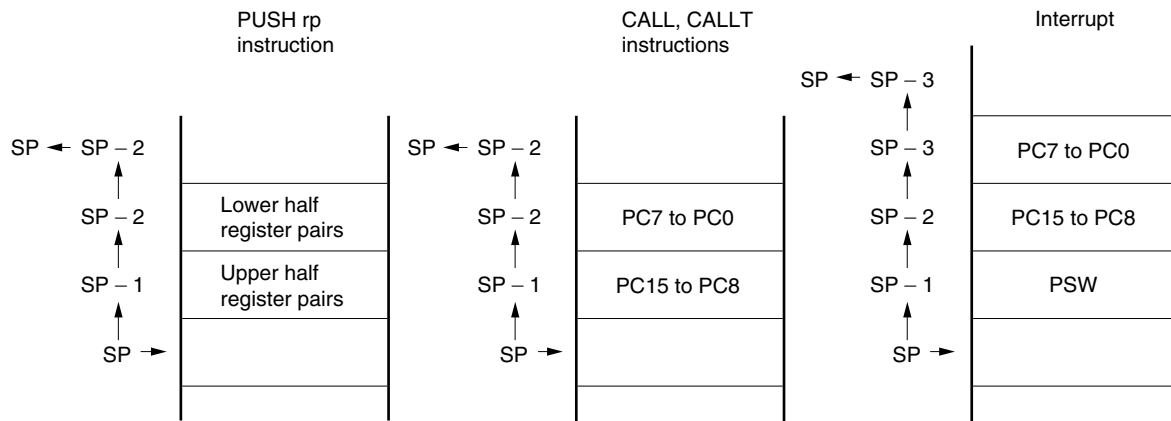 PUSH rp
instruction
SP
SP – 2
SP – 2
SP – 1
SP
Lower half
register pairs
Upper half
register pairs
CALL, CALLT
instructions
SP
SP – 2
SP – 2
SP – 1
SP
PC7 to PC0
PC15 to PC8
Interrupt
SP
SP – 3
SP – 3
SP – 2
SP – 1
SP
PC7 to PC0
PC15 to PC8
PSW